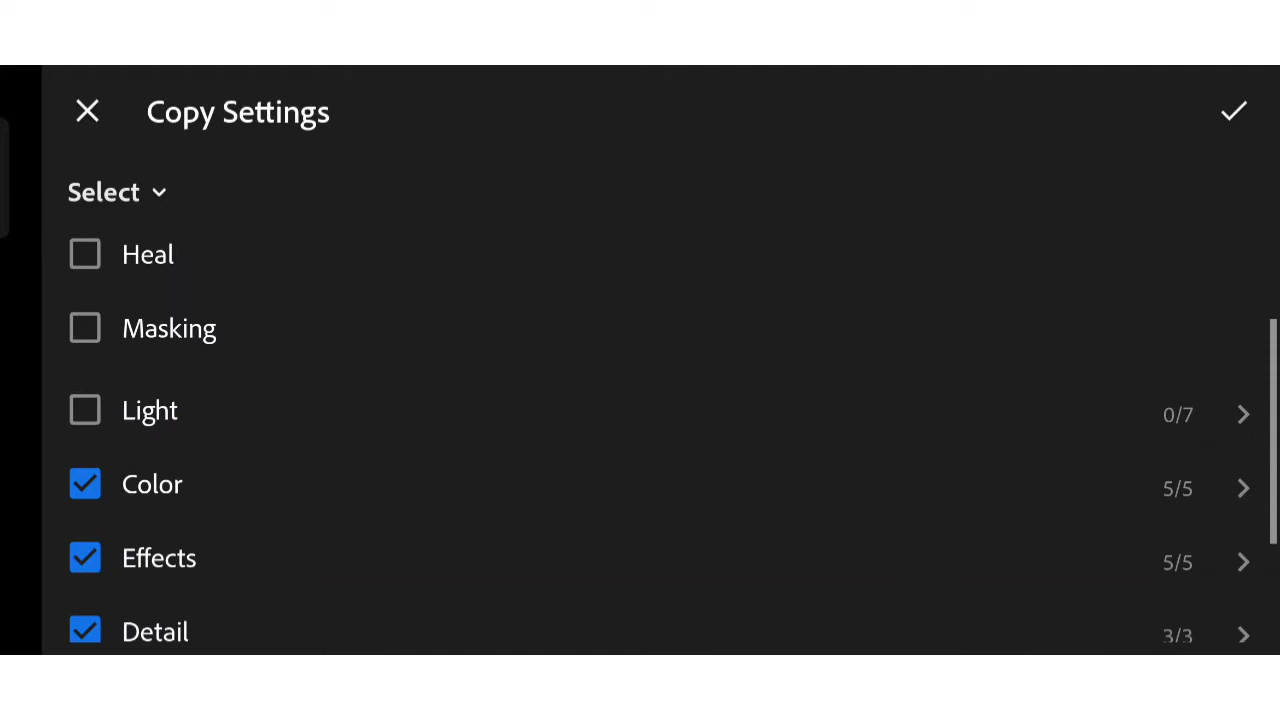 Copy Settings
Select
Heal
Masking
Light 0/7
Color 5/5
Effects 5/5
Detail 3/3